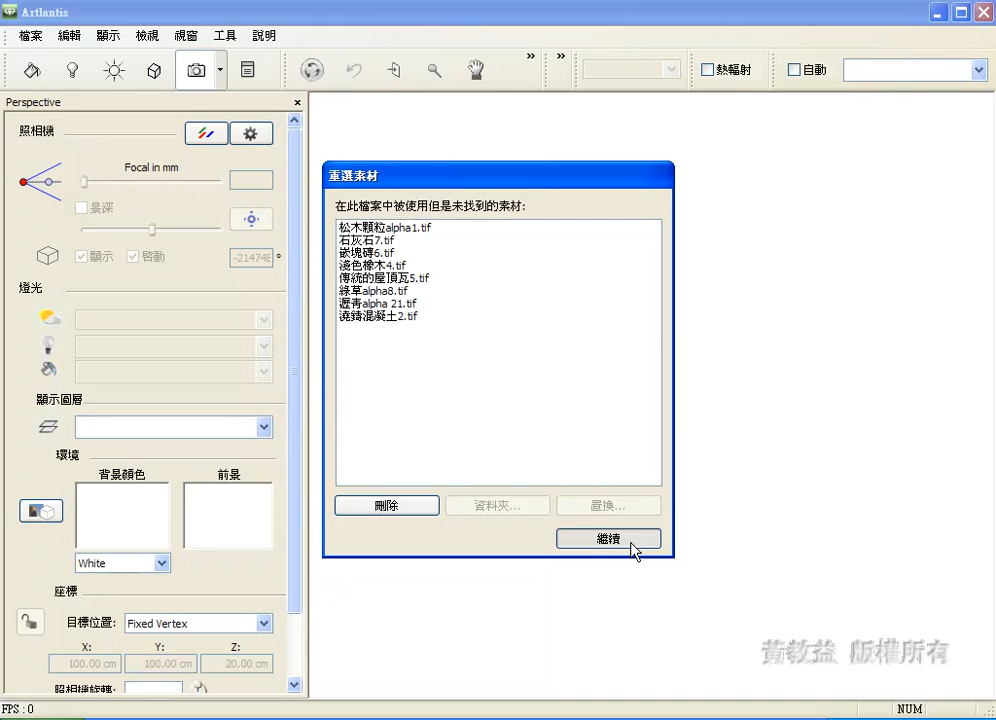 Artlantis
檔案 編輯 顯示 檢視 視窗 工具 說明
熱輻射 自動
Perspective
照相機
Focal in mm
景深
顯示 啓動 -214748 °
燈光
顯示圖層
環境
背景顏色 前景
White
座標
目標位置: Fixed Vertex
X: Y: Z:
100.00 cm 100.00 cm 20.00 cm
照相機旋轉:
重選素材
在此檔案中被使用但是未找到的素材:
松木顆粒alpha1.tif
石灰石7.tif
嵌塊磚6.tif
淺色橡木4.tif
傳統的屋頂瓦5.tif
綠草alpha8.tif
瀝青alpha 21.tif
澆鑄混凝土2.tif
刪除 資料夾... 置換...
繼續
黃敦益 版權所有
FPS : 0 NUM